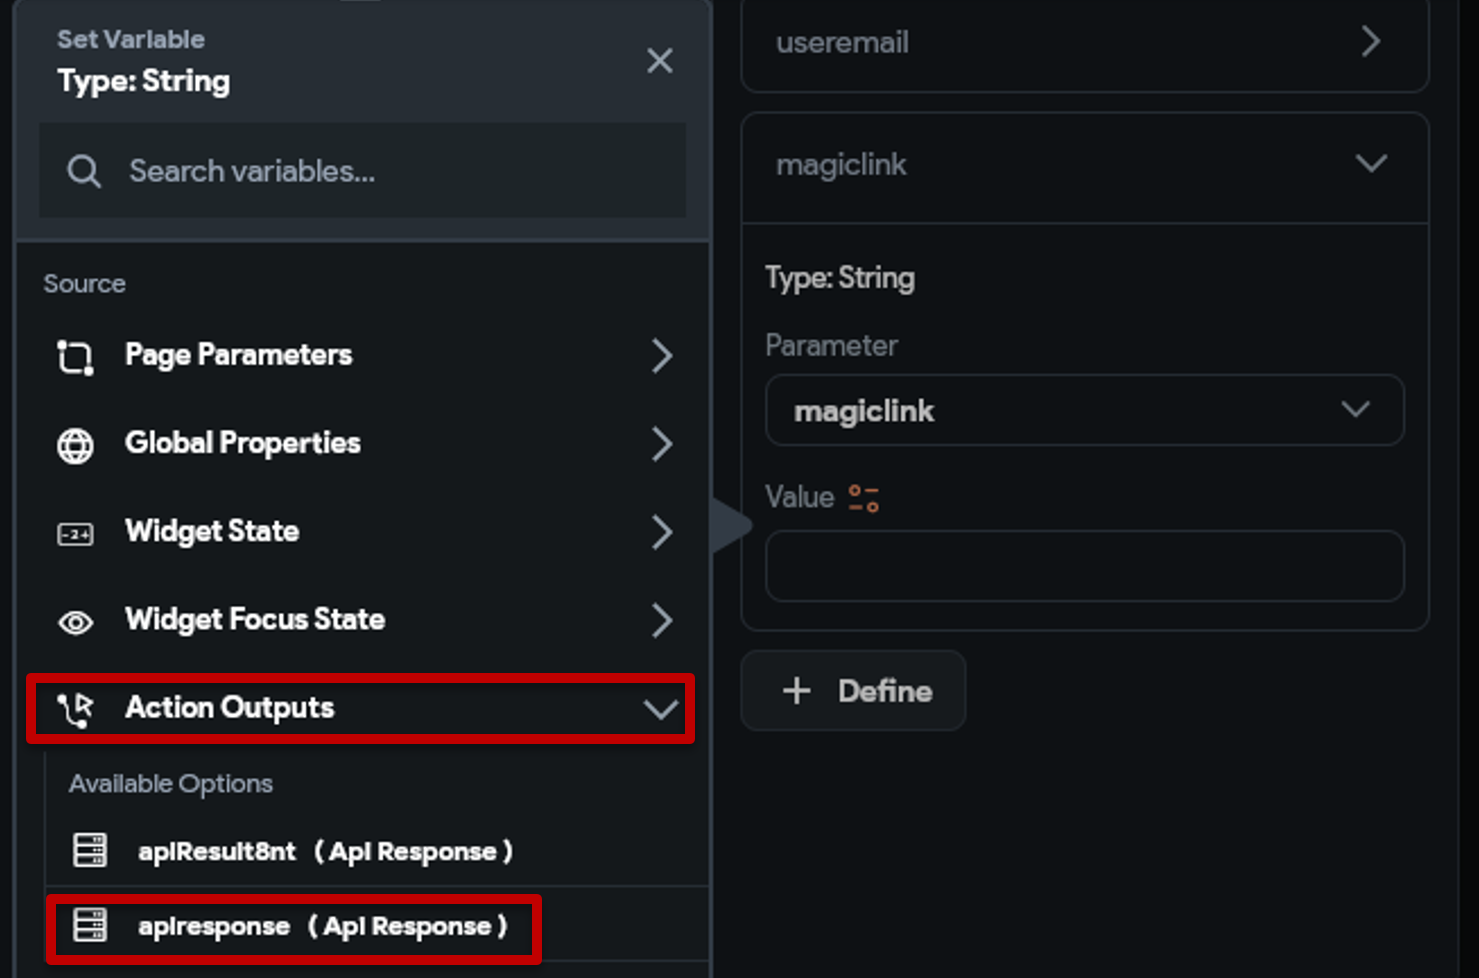 Set Variable
Type: String
Search variables...
Source
Page Parameters
Global Properties
Widget State
Widget Focus State
Action Outputs
Available Options
apiResult8nt ( Api Response )
apiresponse ( Api Response )
useremail
magiclink
Type: String
Parameter
magiclink
Value
+ Define